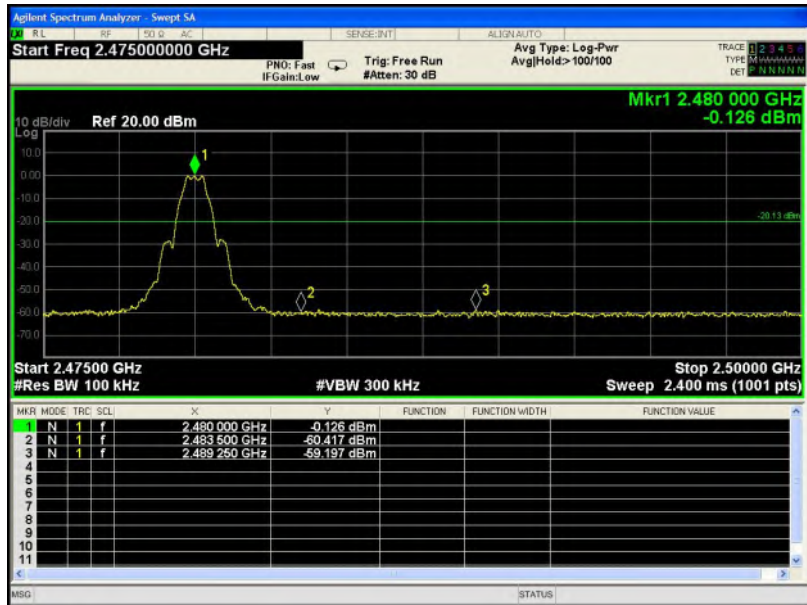 Agilent Spectrum Analyzer - Swept SA
RL RF 50 Ω AC SENSE:INT ALIGNAUTO
Start Freq 2.475000000 GHz
PNO: Fast
IFGain:Low
Trig: Free Run
#Atten: 30 dB
Avg Type: Log-Pwr
Avg|Hold:>100/100
TRACE 1 2 3 4 5 6
TYPE M
DET P N N N N N
Mkr1 2.480 000 GHz
-0.126 dBm
10 dB/div Ref 20.00 dBm
Log
10.0
1
0.00
-10.0
-20.0
-20.13 dBm
-30.0
-40.0
-50.0
2
3
-60.0
-70.0
Start 2.47500 GHz Stop 2.50000 GHz
#Res BW 100 kHz #VBW 300 kHz Sweep 2.400 ms (1001 pts)
MKR MODE TRC SCL X Y FUNCTION FUNCTION WIDTH FUNCTION VALUE
1 N 1 f 2.480 000 GHz -0.126 dBm
2 N 1 f 2.483 500 GHz -60.417 dBm
3 N 1 f 2.489 250 GHz -59.197 dBm
4
5
6
7
8
9
10
11
MSG STATUS